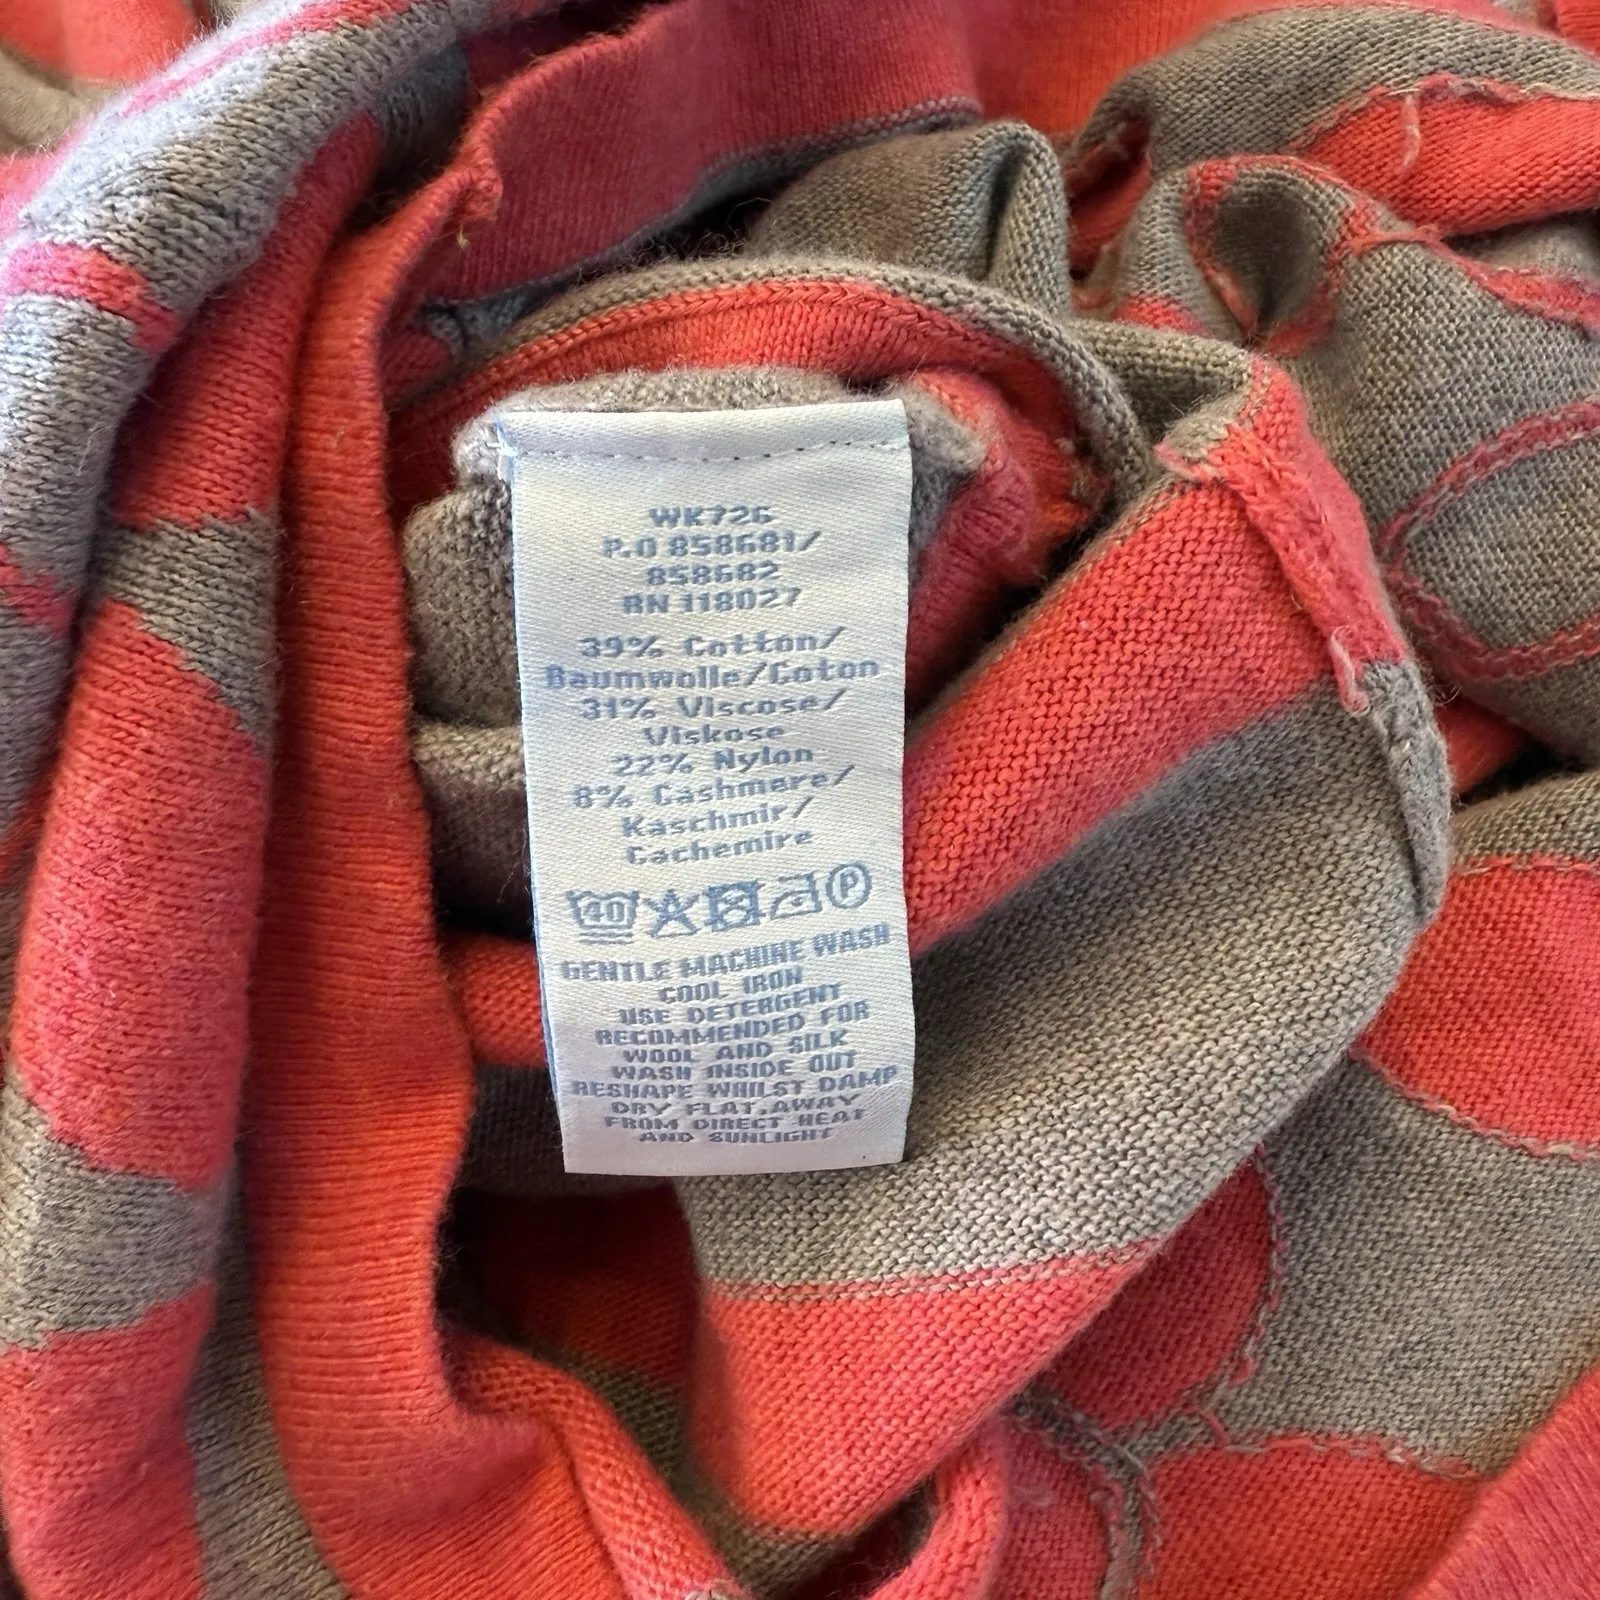 WK726
P.O 858681/
858682
RN 118027
39% Cotton/
Baumwolle/Coton
31% Viscose/
Viskose
22% Nylon
8% Cashmere/
Kaschmir/
Cachemire
40
P
GENTLE MACHINE WASH
COOL IRON
USE DETERGENT
RECOMMENDED FOR
WOOL AND SILK
WASH INSIDE OUT
RESHAPE WHILST DAMP
DRY FLAT,AWAY
FROM DIRECT HEAT
AND SUNLIGHT